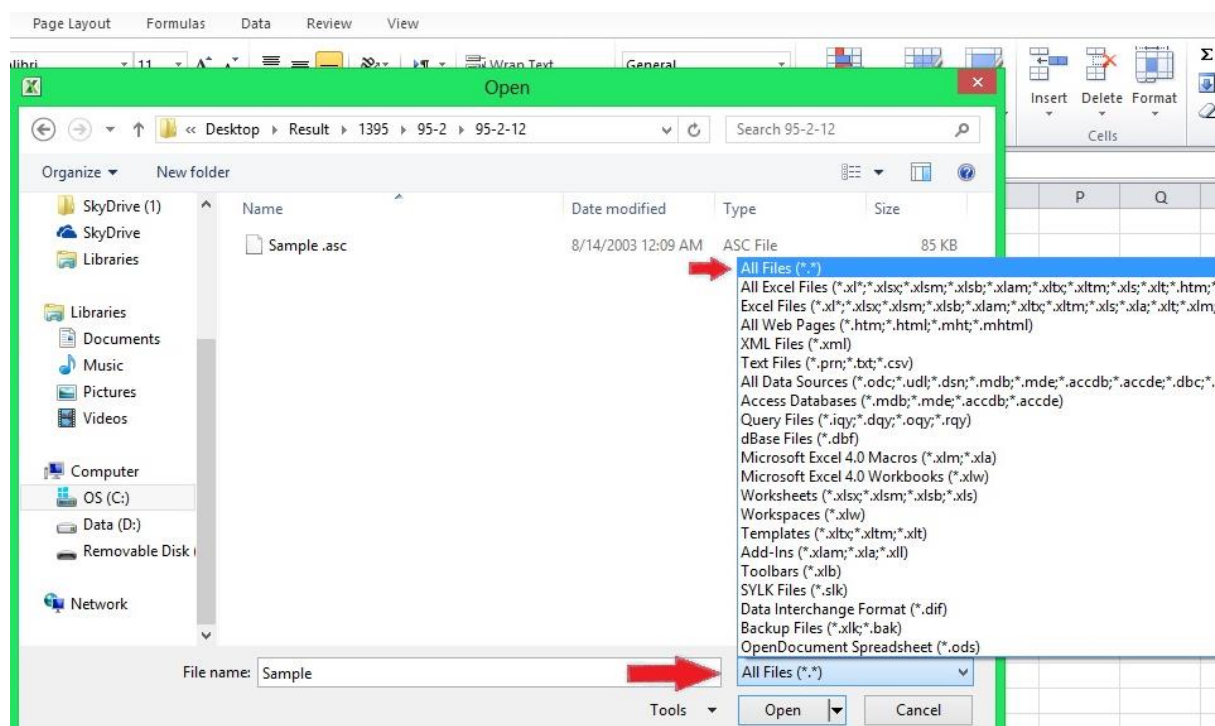 Page Layout Formulas Data Review View
11 Wrap Text General Σ
Insert Delete Format
Cells
Open
« Desktop Result 1395 95-2 95-2-12 Search 95-2-12
Organize New folder
P Q
SkyDrive (1)
SkyDrive
Libraries
Libraries
Documents
Music
Pictures
Videos
Computer
OS (C:)
Data (D:)
Removable Disk (
Network
Name Date modified Type Size
Sample .asc 8/14/2003 12:09 AM ASC File 85 KB
All Files (*.*)
All Excel Files (*.xl*;*.xlsx;*.xlsm;*.xlsb;*.xlam;*.xltx;*.xltm;*.xls;*.xlt;*.htm;*
Excel Files (*.xl*;*.xlsx;*.xlsm;*.xlsb;*.xlam;*.xltx;*.xltm;*.xls;*.xla;*.xlt;*.xlm;
All Web Pages (*.htm;*.html;*.mht;*.mhtml)
XML Files (*.xml)
Text Files (*.prn;*.txt;*.csv)
All Data Sources (*.odc;*.udl;*.dsn;*.mdb;*.mde;*.accdb;*.accde;*.dbc;*.
Access Databases (*.mdb;*.mde;*.accdb;*.accde)
Query Files (*.iqy;*.dqy;*.oqy;*.rqy)
dBase Files (*.dbf)
Microsoft Excel 4.0 Macros (*.xlm;*.xla)
Microsoft Excel 4.0 Workbooks (*.xlw)
Worksheets (*.xlsx;*.xlsm;*.xlsb;*.xls)
Workspaces (*.xlw)
Templates (*.xltx;*.xltm;*.xlt)
Add-Ins (*.xlam;*.xla;*.xll)
Toolbars (*.xlb)
SYLK Files (*.slk)
Data Interchange Format (*.dif)
Backup Files (*.xlk;*.bak)
OpenDocument Spreadsheet (*.ods)
File name: Sample All Files (*.*)
Tools Open Cancel